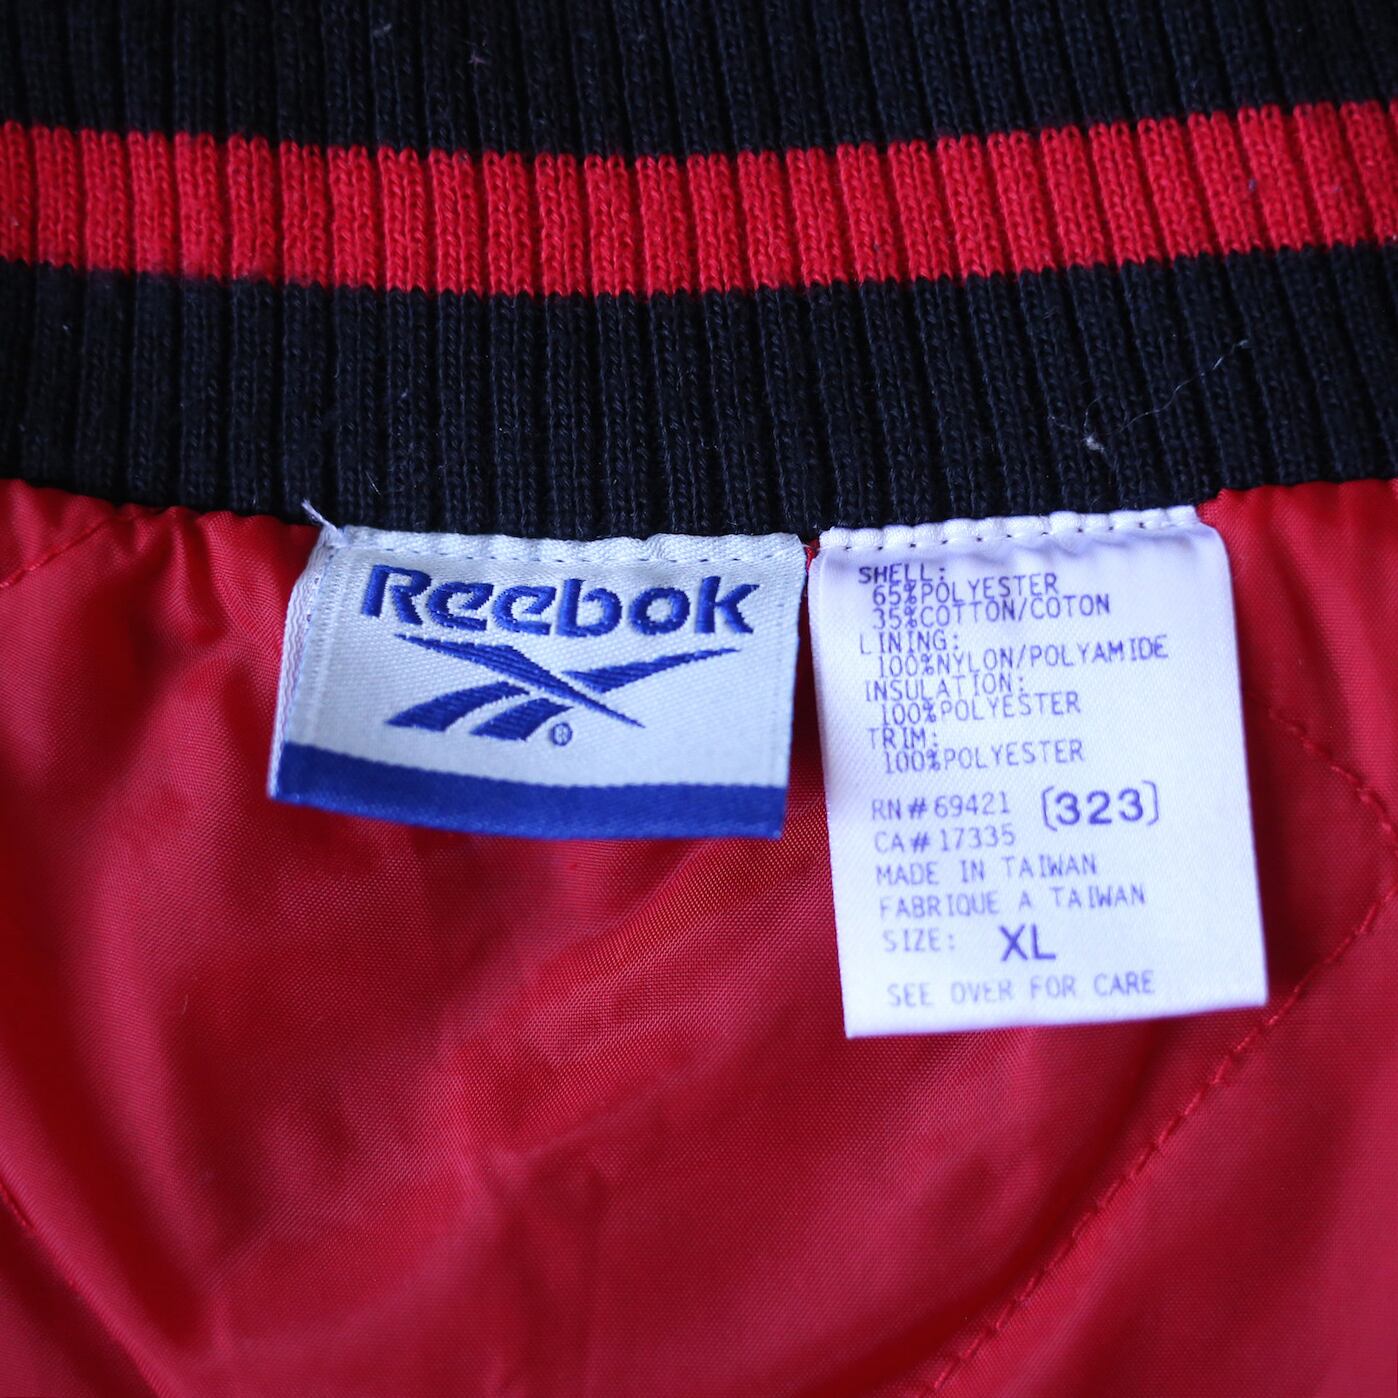 Reebok
®
SHELL:
65%POLYESTER
35%COTTON/COTON
LINING:
100%NYLON/POLYAMIDE
INSULATION:
100%POLYESTER
TRIM:
100%POLYESTER
RN#69421 (323)
CA#17335
MADE IN TAIWAN
FABRIQUE A TAIWAN
SIZE: XL
SEE OVER FOR CARE